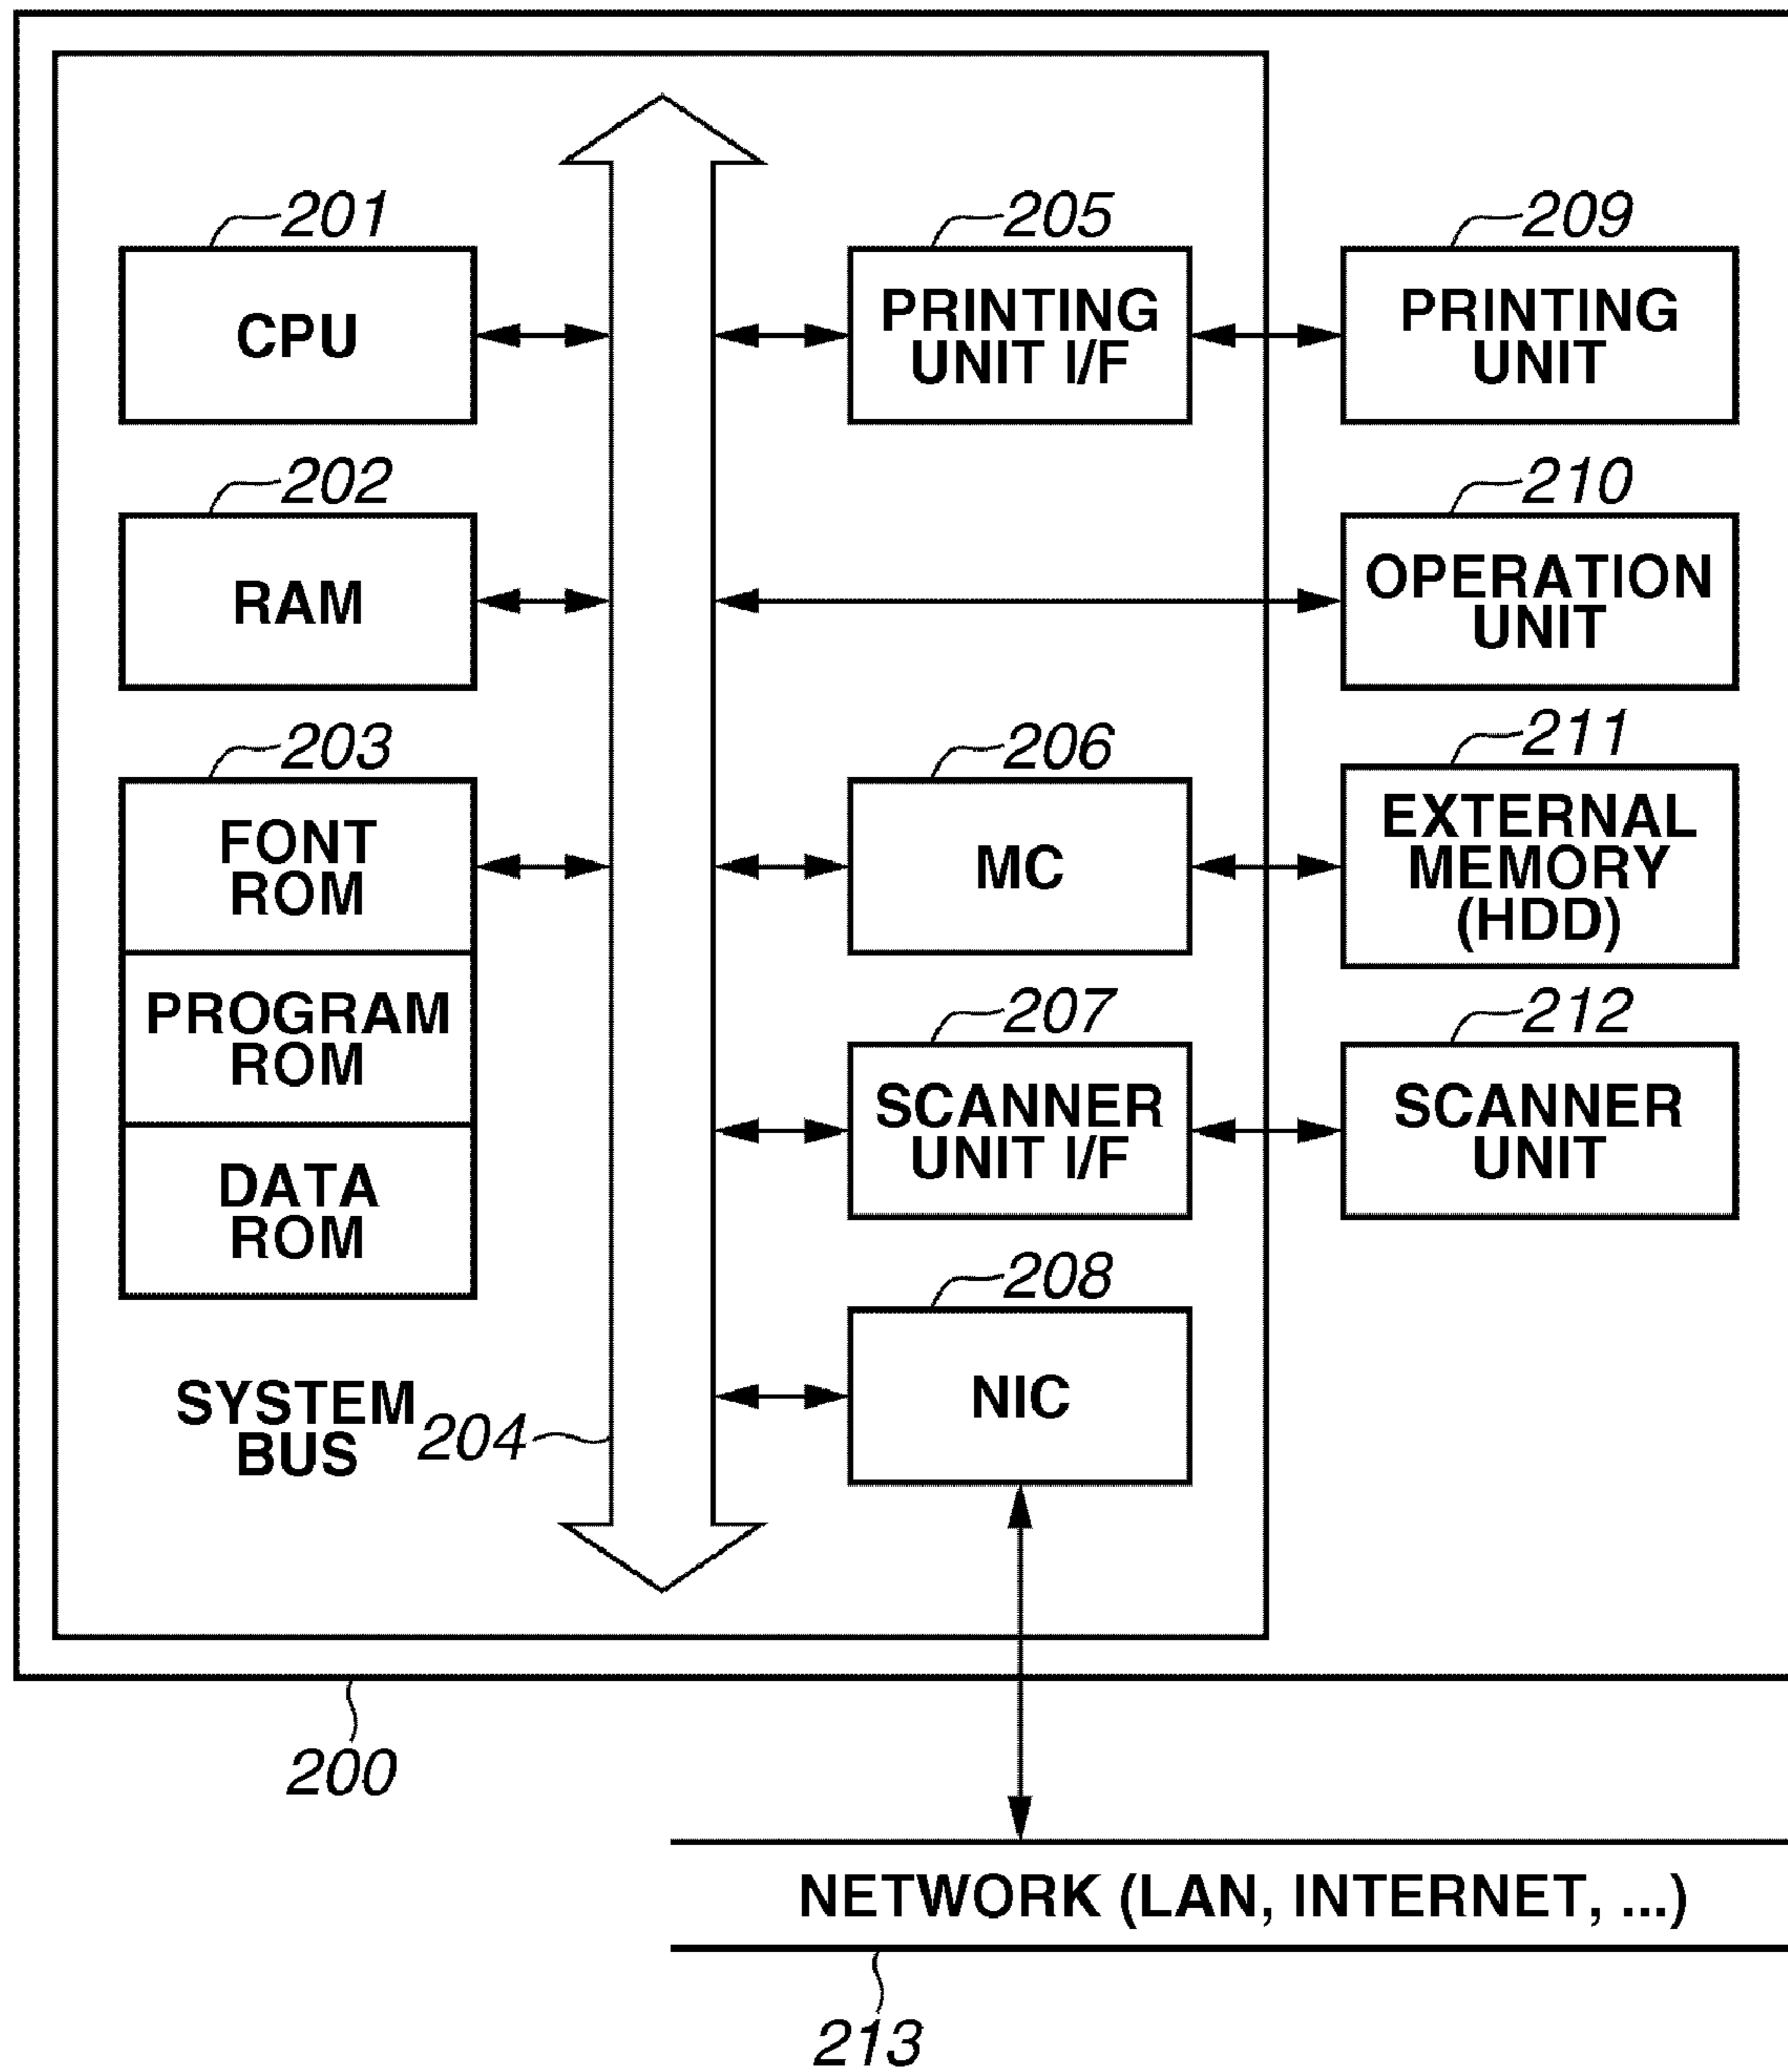 201
CPU
202
RAM
203
FONT
ROM
PROGRAM
ROM
DATA
ROM
SYSTEM
BUS
204
205
PRINTING
UNIT I/F
206
MC
207
SCANNER
UNIT I/F
208
NIC
209
PRINTING
UNIT
210
OPERATION
UNIT
211
EXTERNAL
MEMORY
(HDD)
212
SCANNER
UNIT
200
NETWORK (LAN, INTERNET, ...)
213